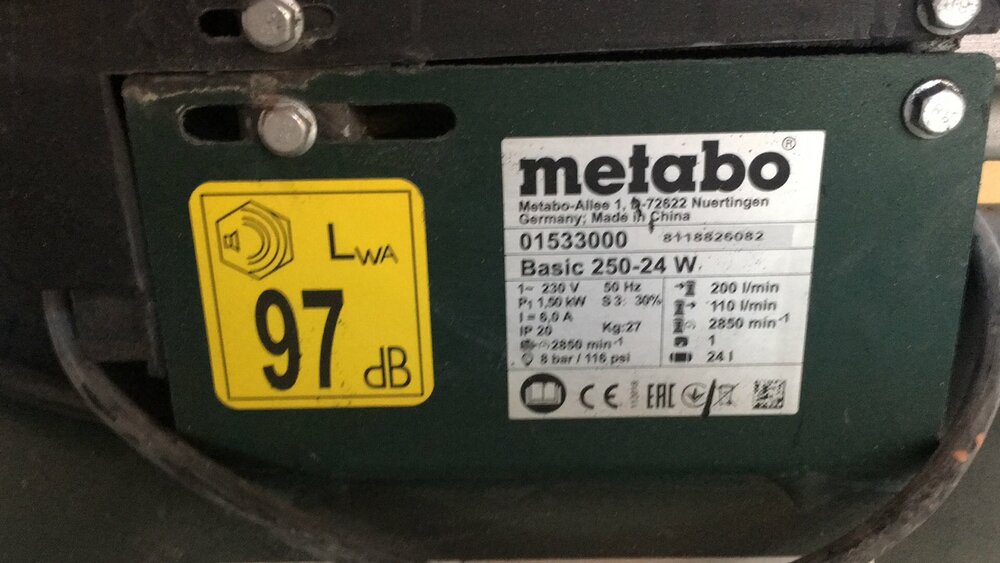 LWA
97
dB
metabo®
Metabo-Allee 1, D-72622 Nuertingen
Germany; Made in China
01533000 8118826082
Basic 250-24 W
1~ 230 V 50 Hz
P1 1,50 kW S 3: 30%
I = 6,0 A
IP 20 Kg:27
2850 min-1
8 bar / 116 psi
200 l/min
110 l/min
2850 min-1
1
24 l
CE
EAC